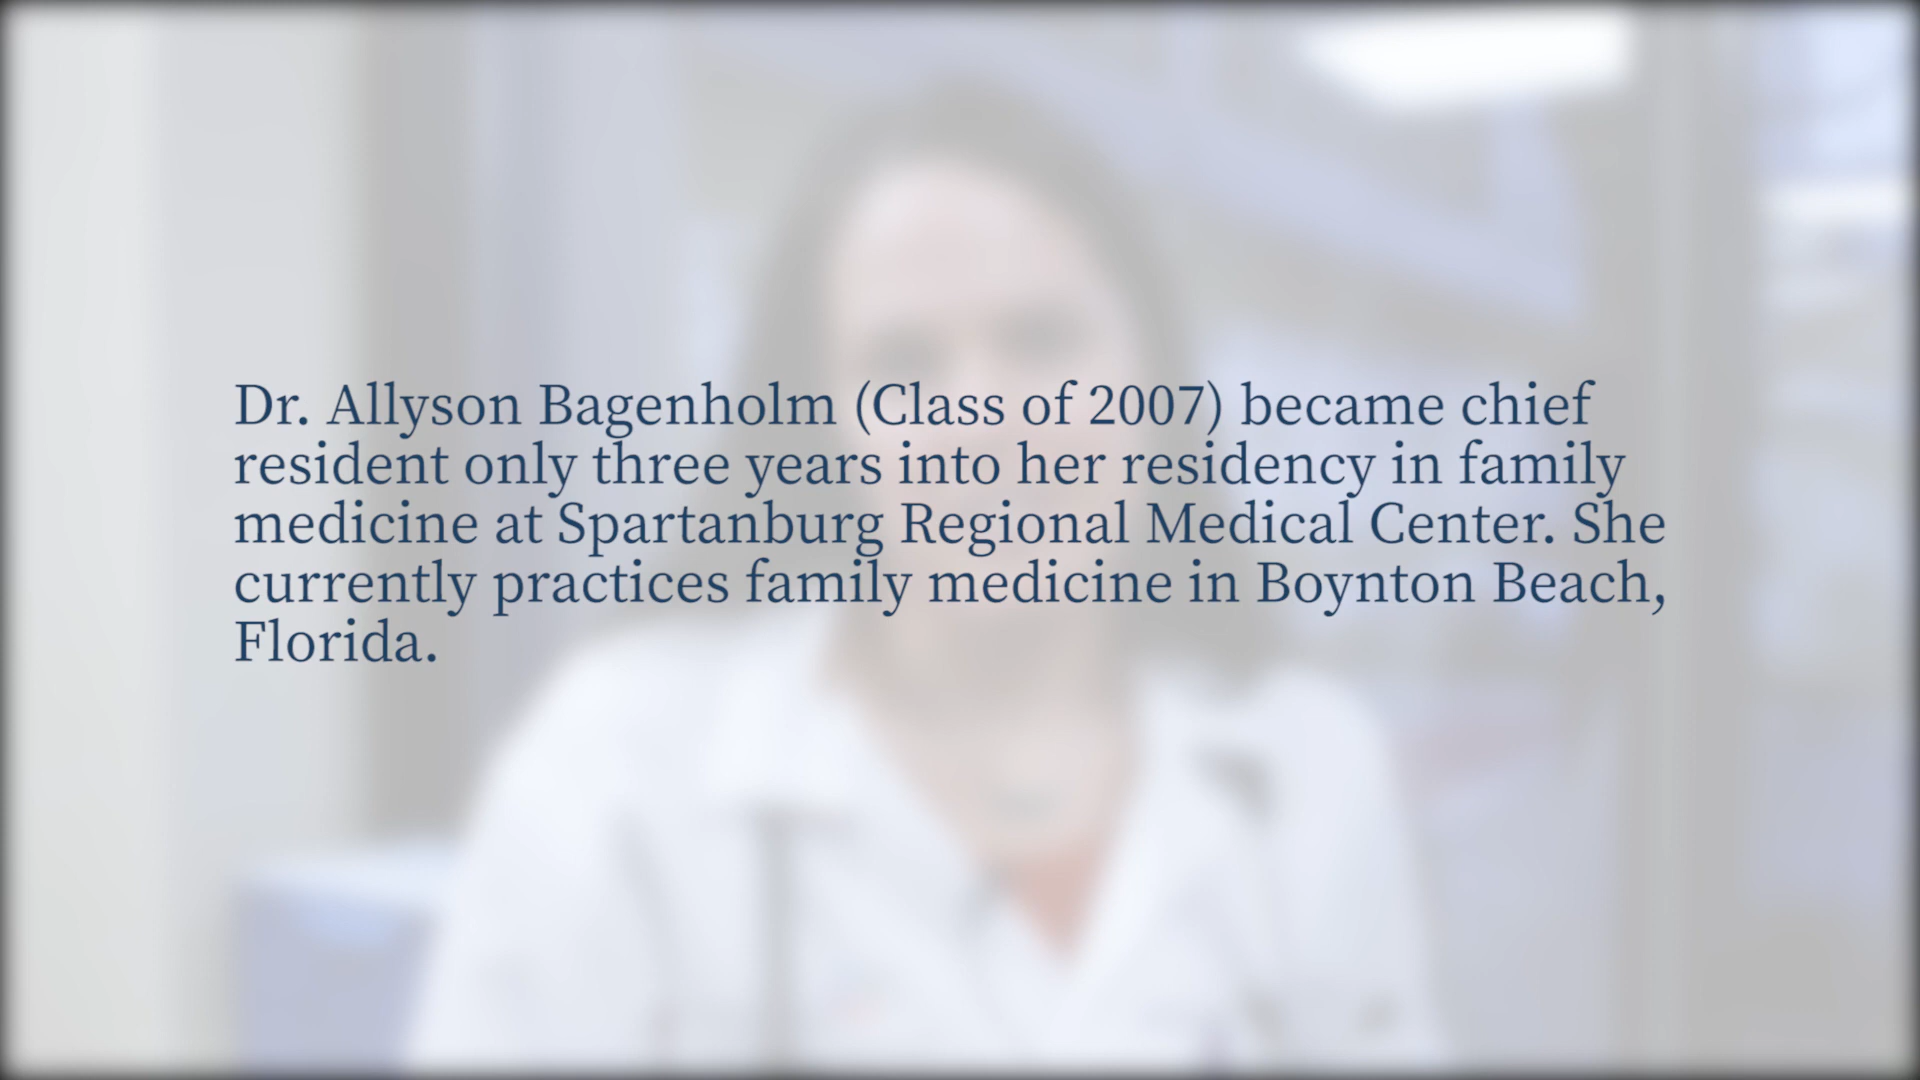 Dr. Allyson Bagenholm (Class of 2007) became chief
resident only three years into her residency in family
medicine at Spartanburg Regional Medical Center. She
currently practices family medicine in Boynton Beach,
Florida.